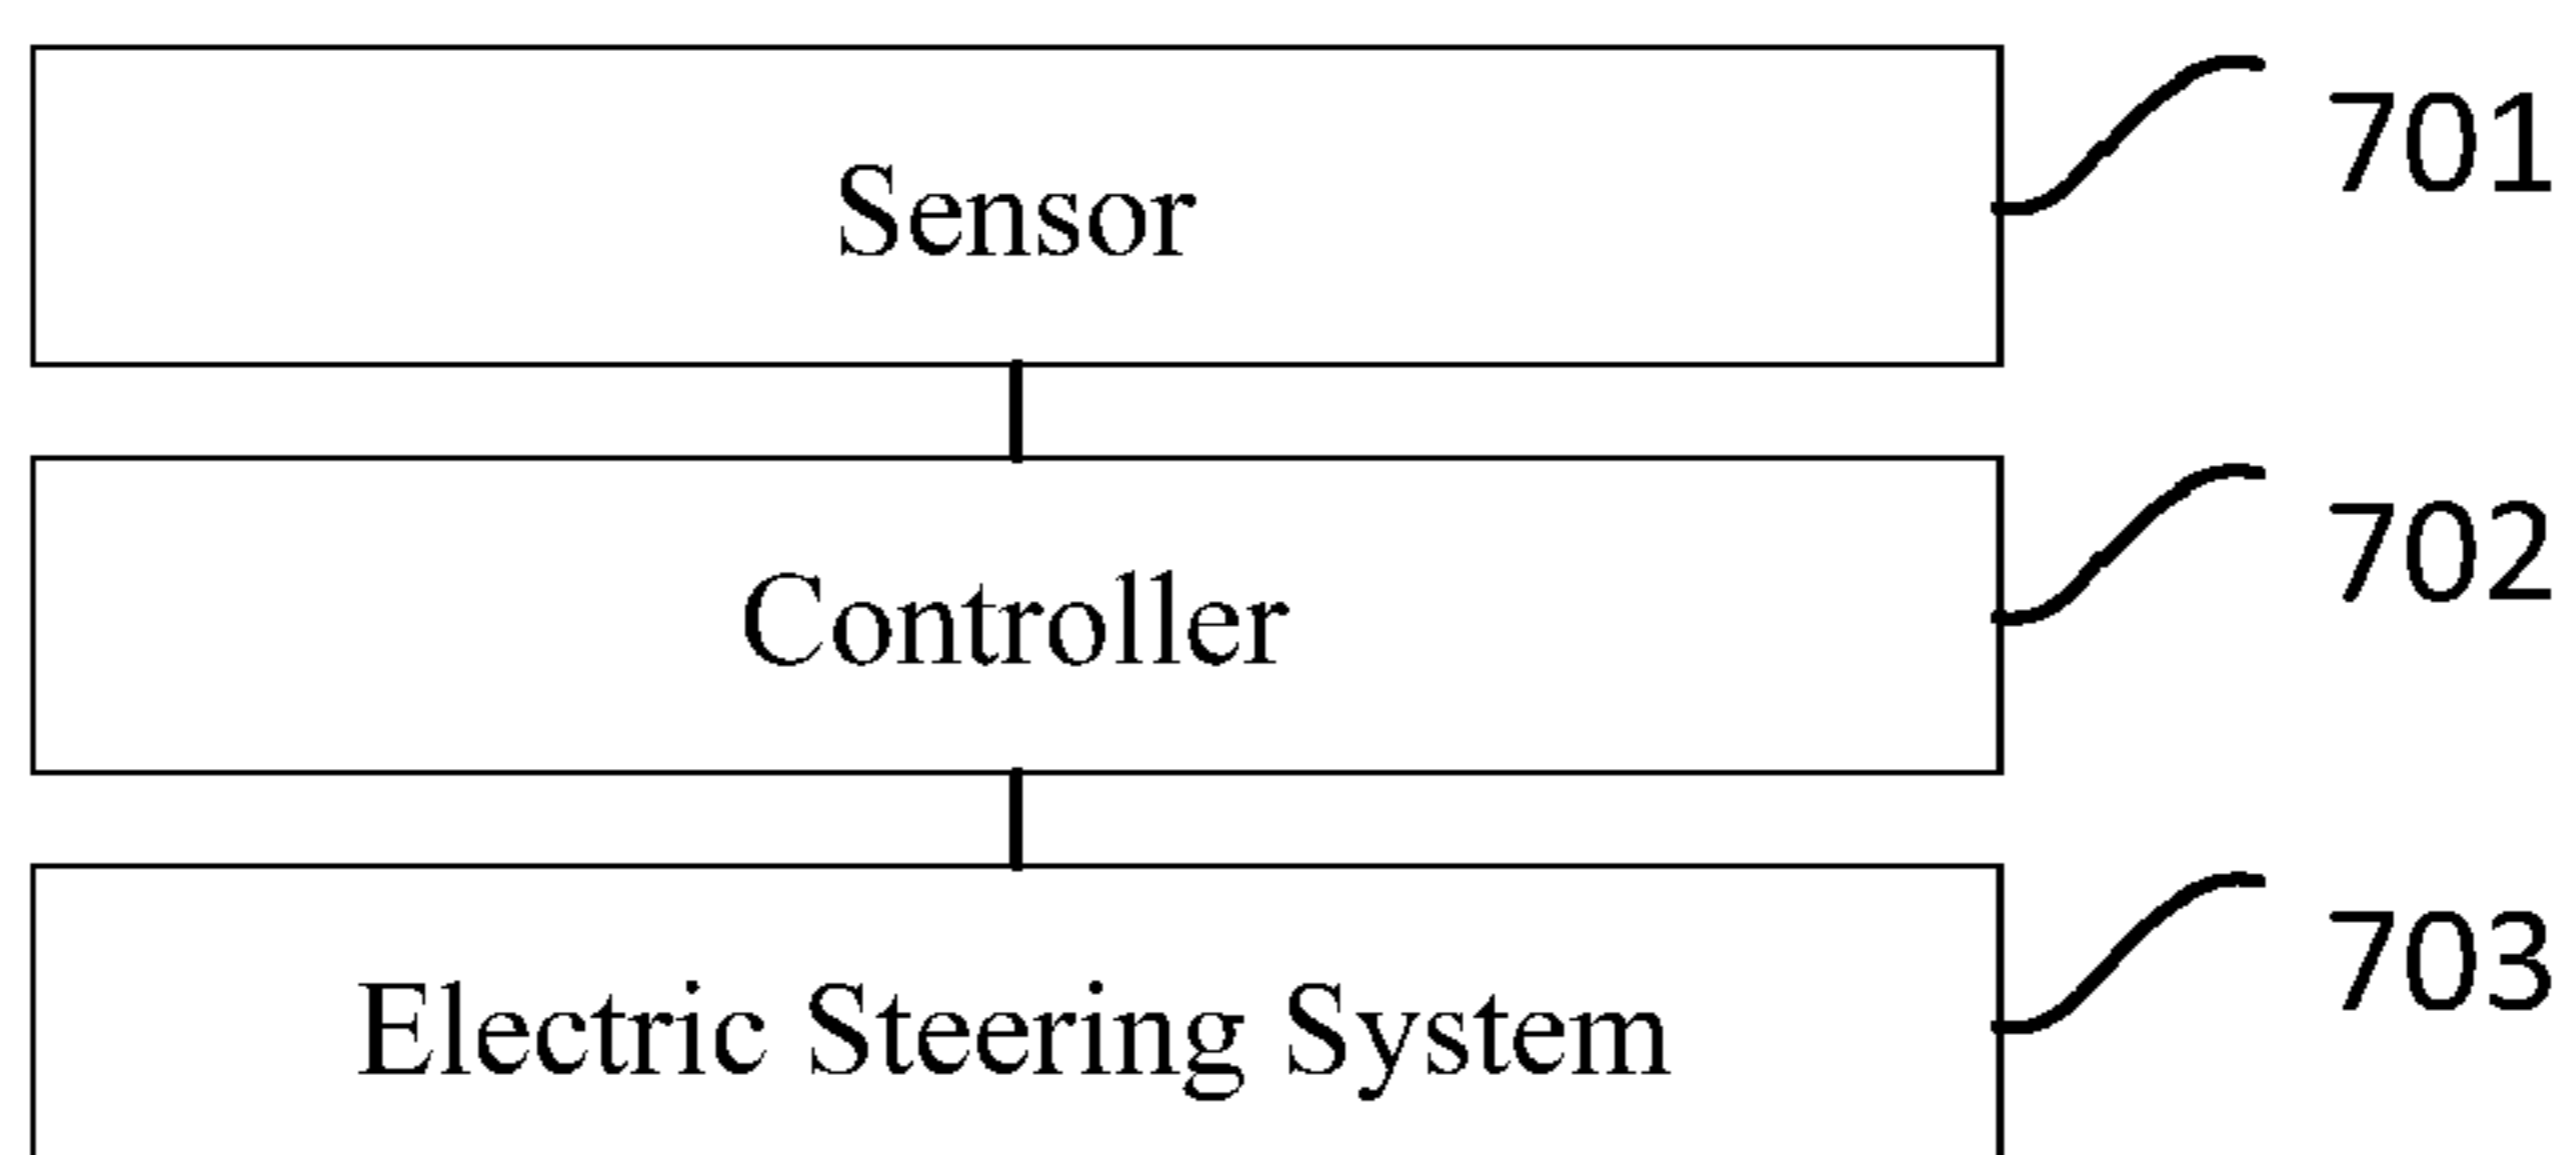 Sensor
701
Controller
702
Electric Steering System
703